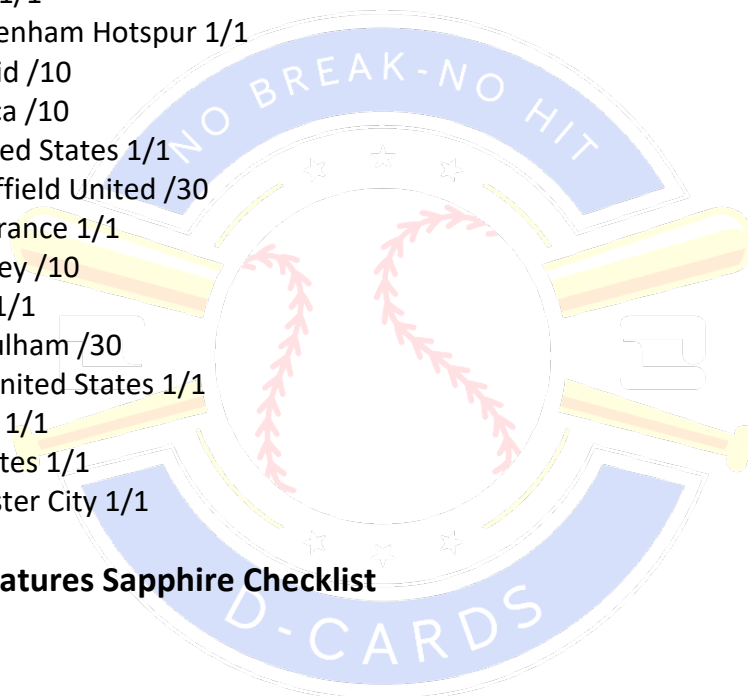 1/1
enham Hotspur 1/1
id /10
ca /10
ed States 1/1
ffield United /30
rance 1/1
ey /10
1/1
ulham /30
nited States 1/1
1/1
tes 1/1
ster City 1/1
atures Sapphire Checklist
NO BREAK-NO HIT
D-CARDS